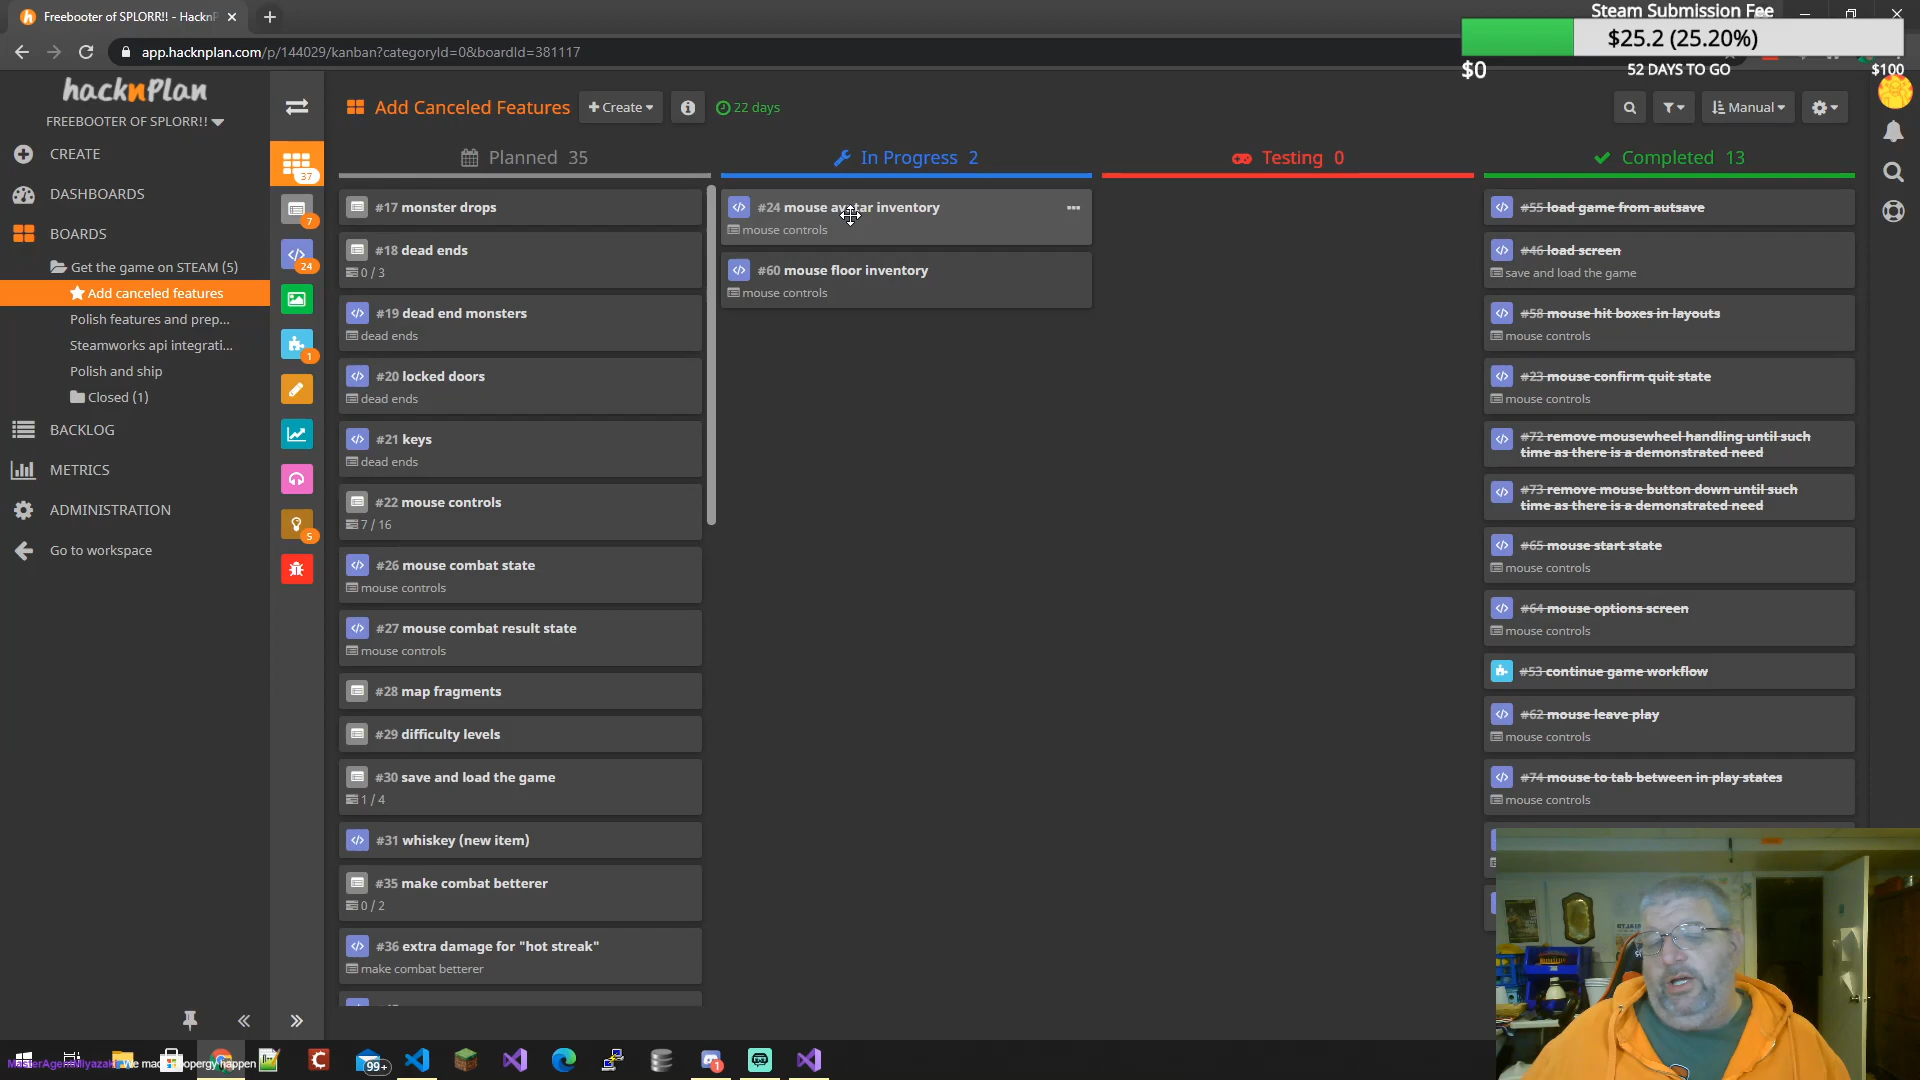 Freebooter of SPLORR!! - HacknP
Steam Submission Fee
$25.2 (25.20%)
$0
52 DAYS TO GO
$100
app.hacknplan.com/p/144029/kanban?categoryId=0&boardId=381117
hacknPlan
FREEBOOTER OF SPLORR!!
CREATE
DASHBOARDS
BOARDS
Get the game on STEAM (5)
Add canceled features
Polish features and prep...
Steamworks api integrati...
Polish and ship
Closed (1)
BACKLOG
METRICS
ADMINISTRATION
Go to workspace
37
7
24
1
5
Add Canceled Features
Create
22 days
Manual
Planned 35
#17 monster drops
#18 dead ends
0 / 3
#19 dead end monsters
dead ends
#20 locked doors
dead ends
#21 keys
dead ends
#22 mouse controls
7 / 16
#26 mouse combat state
mouse controls
#27 mouse combat result state
mouse controls
#28 map fragments
#29 difficulty levels
#30 save and load the game
1 / 4
#31 whiskey (new item)
#35 make combat betterer
0 / 2
#36 extra damage for "hot streak"
make combat betterer
In Progress 2
#24 mouse avatar inventory
mouse controls
#60 mouse floor inventory
mouse controls
Testing 0
Completed 13
#55 load game from autsave
#46 load screen
save and load the game
#58 mouse hit boxes in layouts
mouse controls
#23 mouse confirm quit state
mouse controls
#72 remove mousewheel handling until such
time as there is a demonstrated need
#73 remove mouse button down until such
time as there is a demonstrated need
#65 mouse start state
mouse controls
#64 mouse options screen
mouse controls
#53 continue game workflow
#62 mouse leave play
mouse controls
#74 mouse to tab between in play states
mouse controls
99+
1